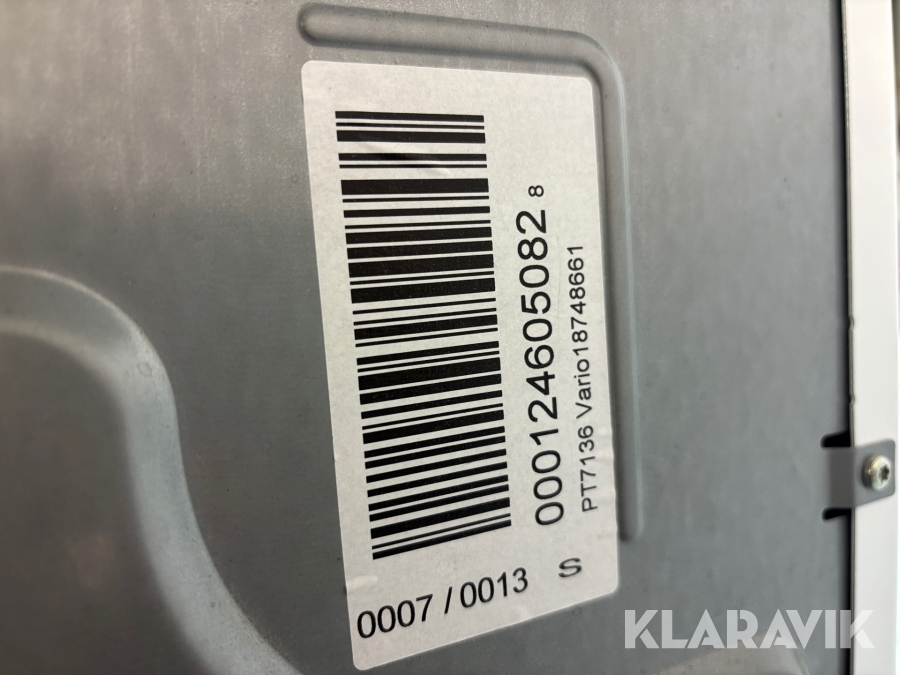 000124605082 8
PT7136 Vario18748661
0007 / 0013 S
KLARAVIK